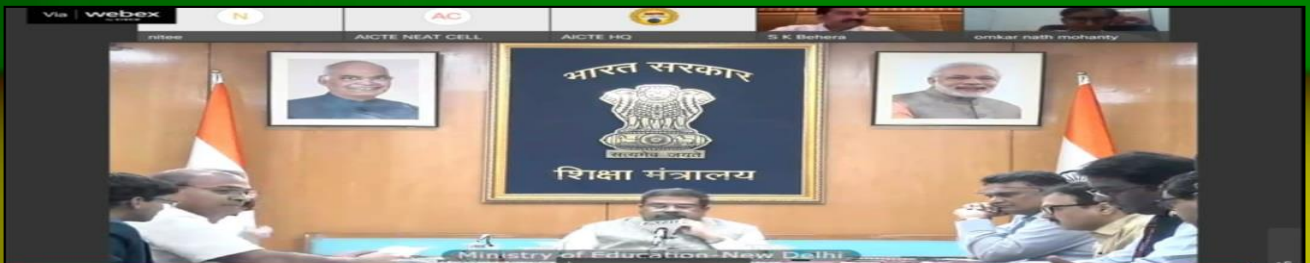 Via webex
N
AC
nitee
AICTE NEAT CELL
AICTE HQ
S K Behera
omkar nath mohanty
भारत सरकार
सत्यमेव जयते
शिक्षा मंत्रालय
Ministry of Education-New Delhi